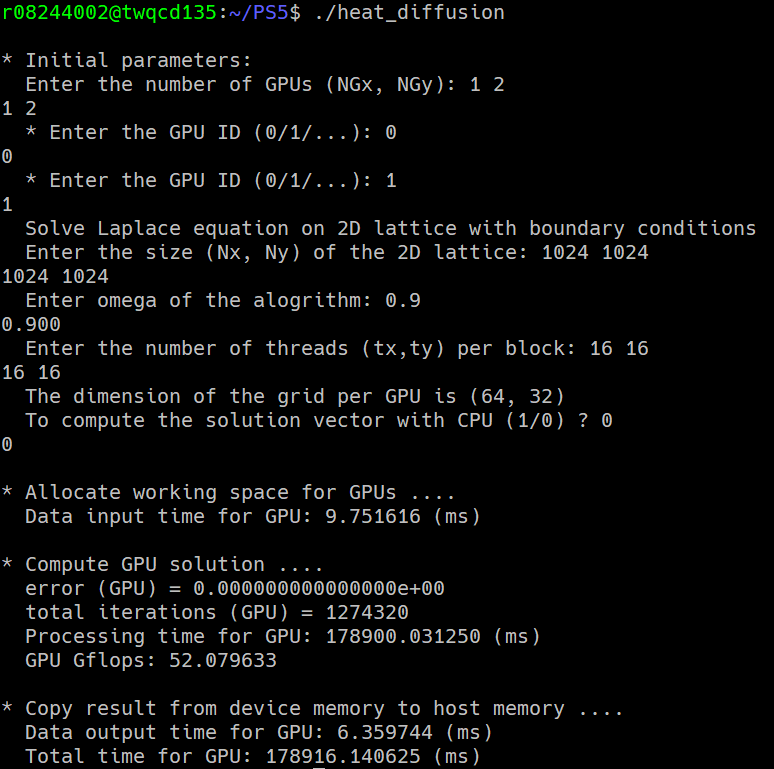 r08244002@twqcd135:~/PS5$ ./heat_diffusion
* Initial parameters:
Enter the number of GPUs (NGx, NGy): 1 2
1 2
* Enter the GPU ID (0/1/...): 0
0
* Enter the GPU ID (0/1/...): 1
1
Solve Laplace equation on 2D lattice with boundary conditions
Enter the size (Nx, Ny) of the 2D lattice: 1024 1024
1024 1024
Enter omega of the alogrithm: 0.9
0.900
Enter the number of threads (tx,ty) per block: 16 16
16 16
The dimension of the grid per GPU is (64, 32)
To compute the solution vector with CPU (1/0) ? 0
0
* Allocate working space for GPUs ....
Data input time for GPU: 9.751616 (ms)
* Compute GPU solution ....
error (GPU) = 0.000000000000000e+00
total iterations (GPU) = 1274320
Processing time for GPU: 178900.031250 (ms)
GPU Gflops: 52.079633
* Copy result from device memory to host memory ....
Data output time for GPU: 6.359744 (ms)
Total time for GPU: 178916.140625 (ms)